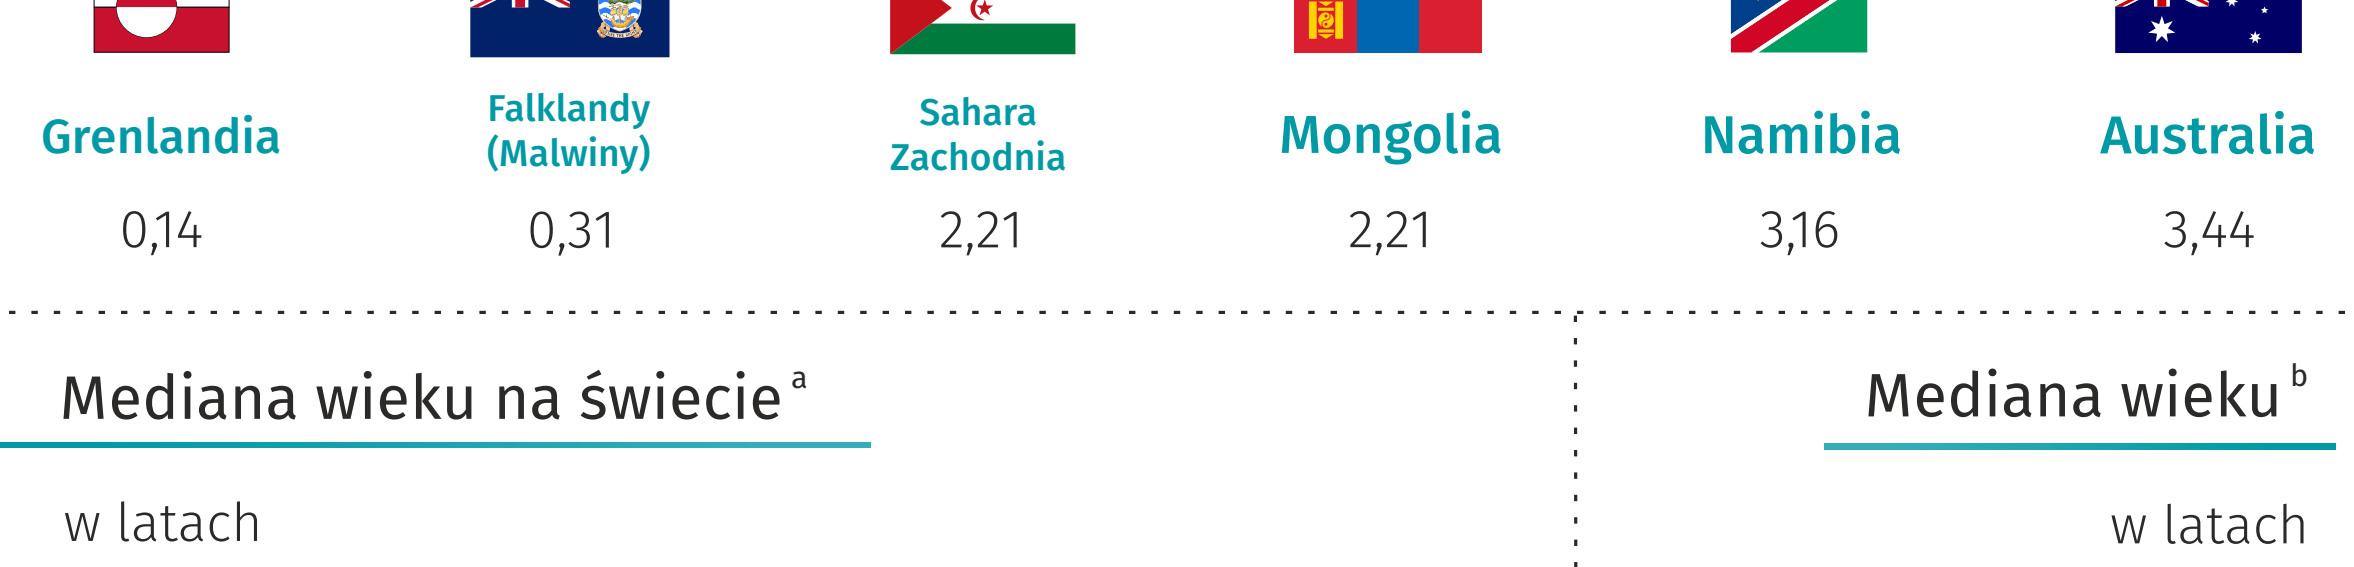 Grenlandia
Falklandy
(Malwiny)
Sahara
Zachodnia
Mongolia
Namibia
Australia
0,14
0,31
2,21
2,21
3,16
3,44
Mediana wieku na świecie a
w latach
Mediana wieku b
w latach